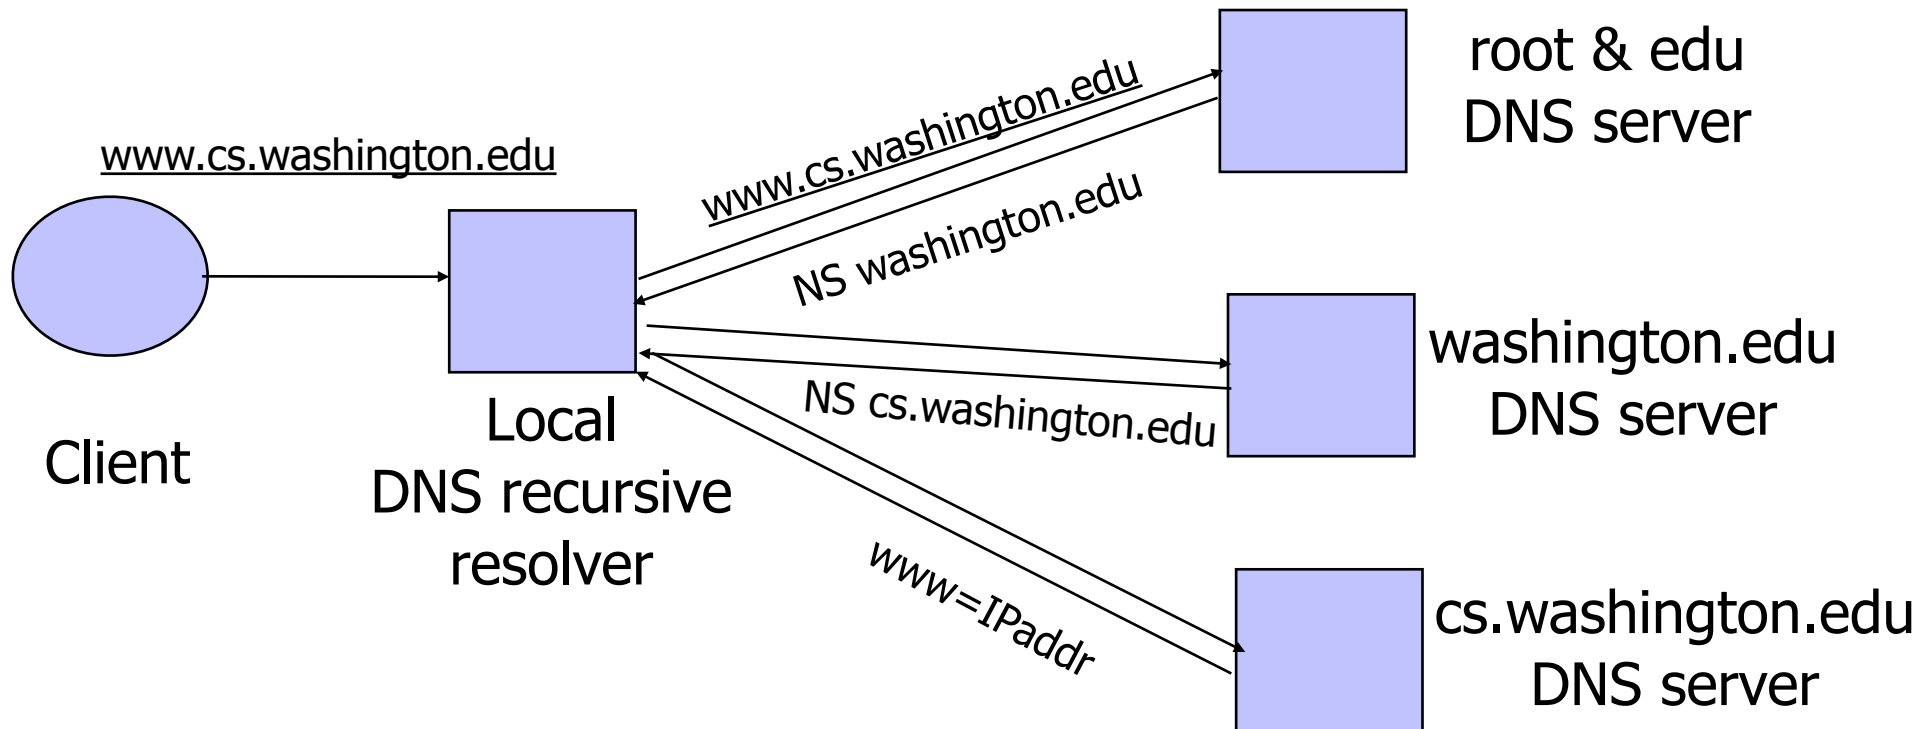 www.cs.washington.edu
Client
Local
DNS recursive
resolver
www.cs.washington.edu
NS washington.edu
NS cs.washington.edu
www=IPaddr
root & edu
DNS server
washington.edu
DNS server
cs.washington.edu
DNS server